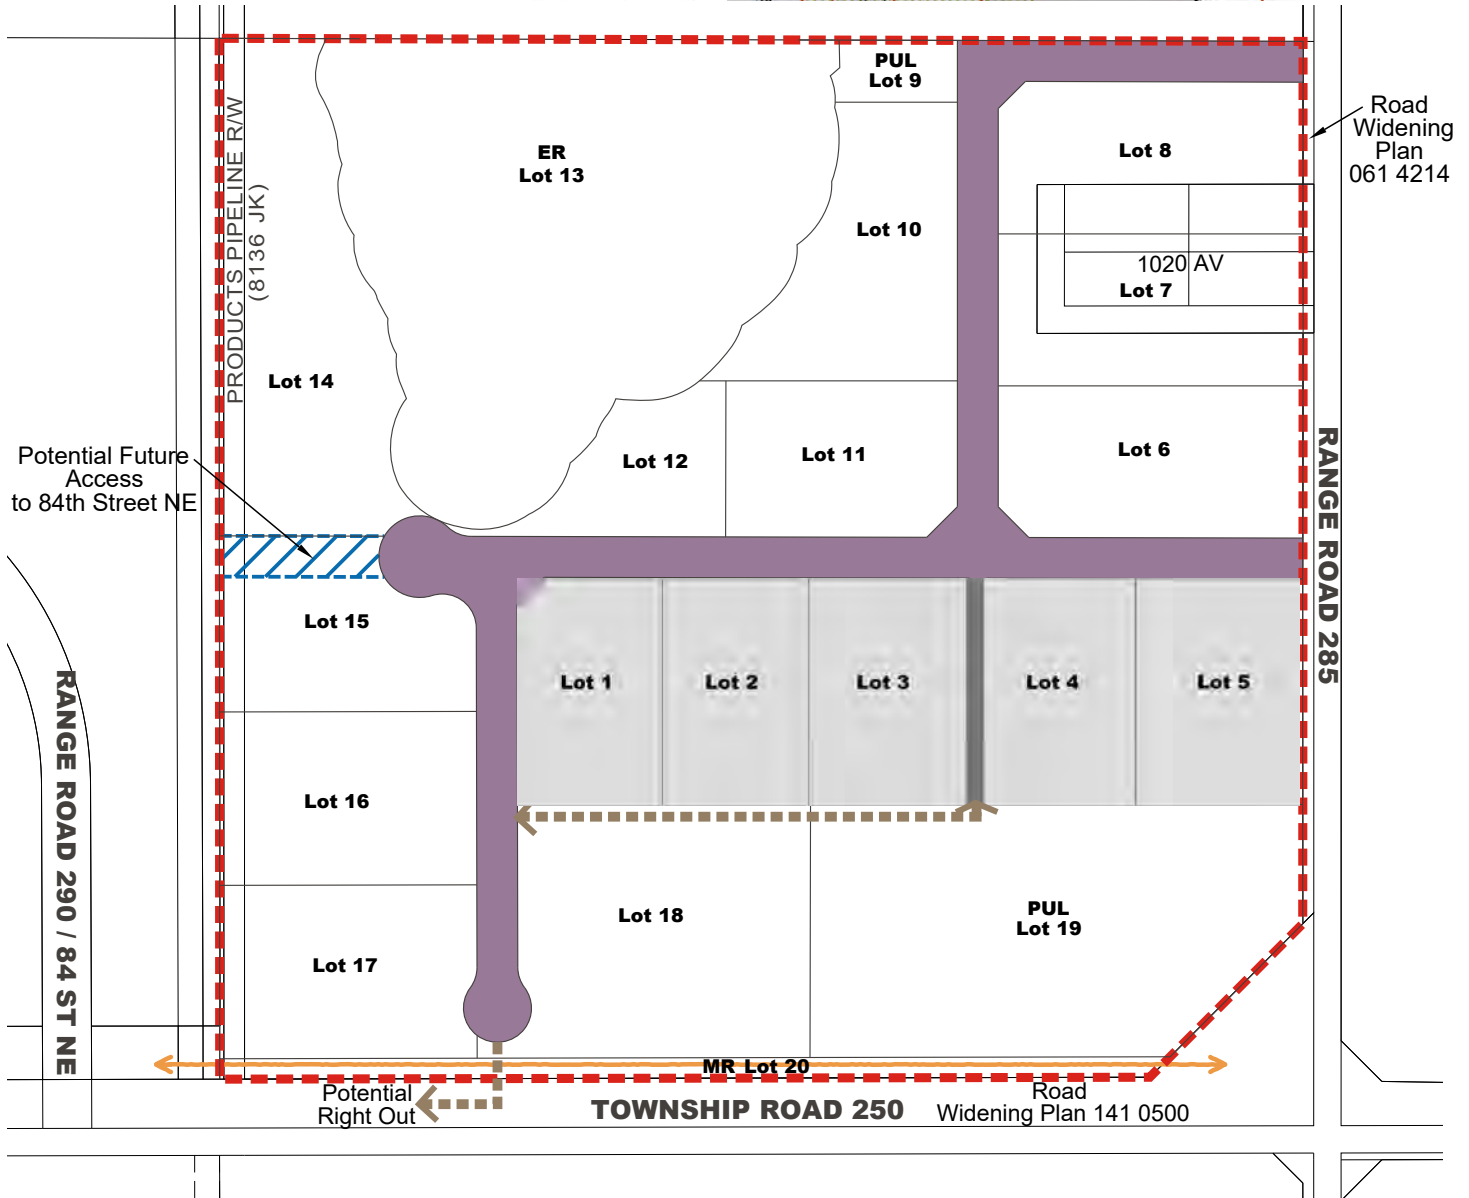 PUL
Lot 9
Road
Widening
Plan
061 4214
ER
Lot 13
Lot 8
PRODUCTS PIPELINE R/W
(8136 JK)
Lot 10
1020 AV
Lot 7
Lot 14
Potential Future
Access
to 84th Street NE
Lot 12
Lot 11
Lot 6
RANGE ROAD 285
Lot 15
Lot 1
Lot 2
Lot 3
Lot 4
Lot 5
RANGE ROAD 290 / 84 ST NE
Lot 16
Lot 18
PUL
Lot 19
Lot 17
MR Lot 20
Potential
Right Out
TOWNSHIP ROAD 250
Road
Widening Plan 141 0500